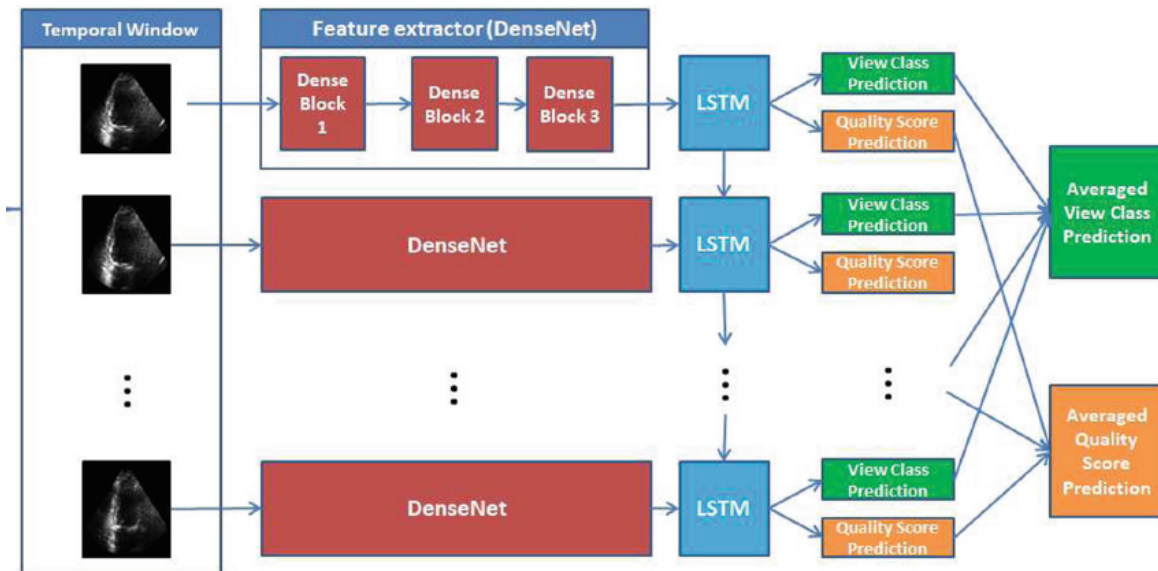 Temporal Window
Feature extractor (DenseNet)
Dense
Block
1
Dense
Block 2
Dense
Block 3
LSTM
View Class
Prediction
Quality Score
Prediction
DenseNet
LSTM
View Class
Prediction
Quality Score
Prediction
Averaged
View Class
Prediction
DenseNet
LSTM
View Class
Prediction
Quality Score
Prediction
Averaged
Quality
Score
Prediction